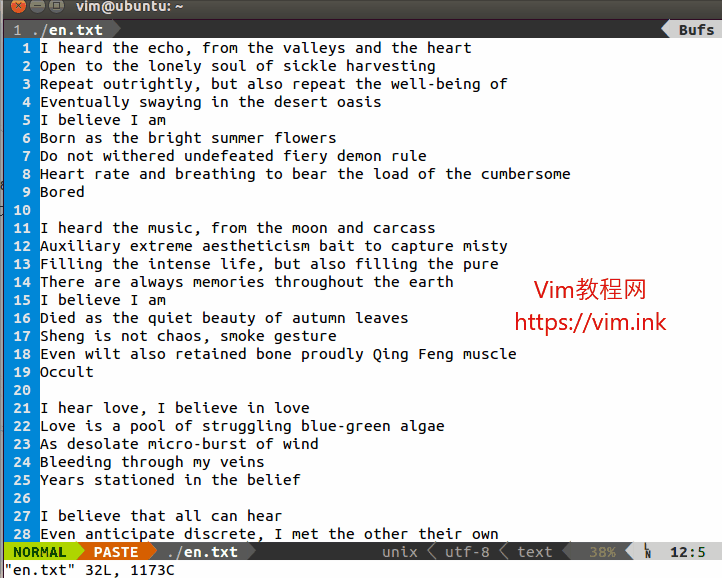 vim@ubuntu: ~
1 ./en.txt Bufs
1 I heard the echo, from the valleys and the heart
2 Open to the lonely soul of sickle harvesting
3 Repeat outrightly, but also repeat the well-being of
4 Eventually swaying in the desert oasis
5 I believe I am
6 Born as the bright summer flowers
7 Do not withered undefeated fiery demon rule
8 Heart rate and breathing to bear the load of the cumbersome
9 Bored
10
11 I heard the music, from the moon and carcass
12 Auxiliary extreme aestheticism bait to capture misty
13 Filling the intense life, but also filling the pure
14 There are always memories throughout the earth
15 I believe I am
16 Died as the quiet beauty of autumn leaves
17 Sheng is not chaos, smoke gesture
18 Even wilt also retained bone proudly Qing Feng muscle
19 Occult
20
21 I hear love, I believe in love
22 Love is a pool of struggling blue-green algae
23 As desolate micro-burst of wind
24 Bleeding through my veins
25 Years stationed in the belief
26
27 I believe that all can hear
28 Even anticipate discrete, I met the other their own
Vim教程网
https://vim.ink
NORMAL PASTE ./en.txt unix utf-8 text 38% LN 12:5
"en.txt" 32L, 1173C